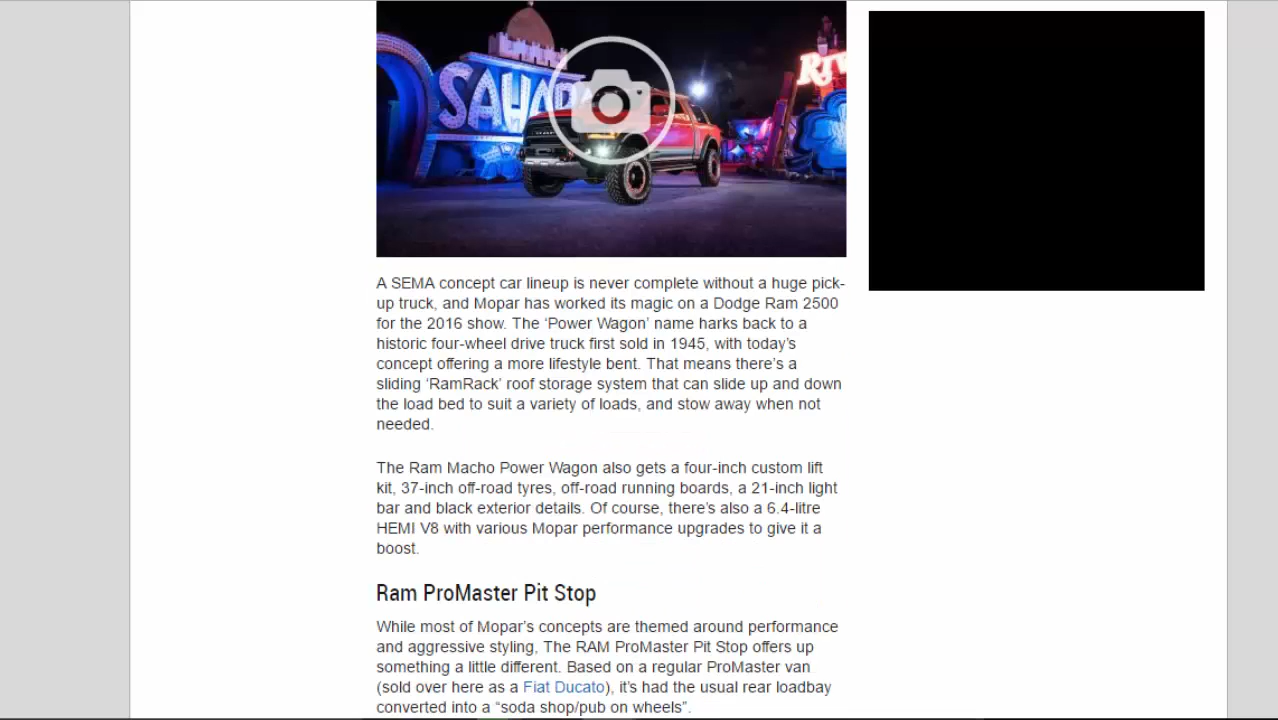 SAHARA
A SEMA concept car lineup is never complete without a huge pick-
up truck, and Mopar has worked its magic on a Dodge Ram 2500
for the 2016 show. The ‘Power Wagon’ name harks back to a
historic four-wheel drive truck first sold in 1945, with today’s
concept offering a more lifestyle bent. That means there’s a
sliding ‘RamRack’ roof storage system that can slide up and down
the load bed to suit a variety of loads, and stow away when not
needed.
The Ram Macho Power Wagon also gets a four-inch custom lift
kit, 37-inch off-road tyres, off-road running boards, a 21-inch light
bar and black exterior details. Of course, there’s also a 6.4-litre
HEMI V8 with various Mopar performance upgrades to give it a
boost.
Ram ProMaster Pit Stop
While most of Mopar’s concepts are themed around performance
and aggressive styling, The RAM ProMaster Pit Stop offers up
something a little different. Based on a regular ProMaster van
(sold over here as a Fiat Ducato), it’s had the usual rear loadbay
converted into a “soda shop/pub on wheels”.